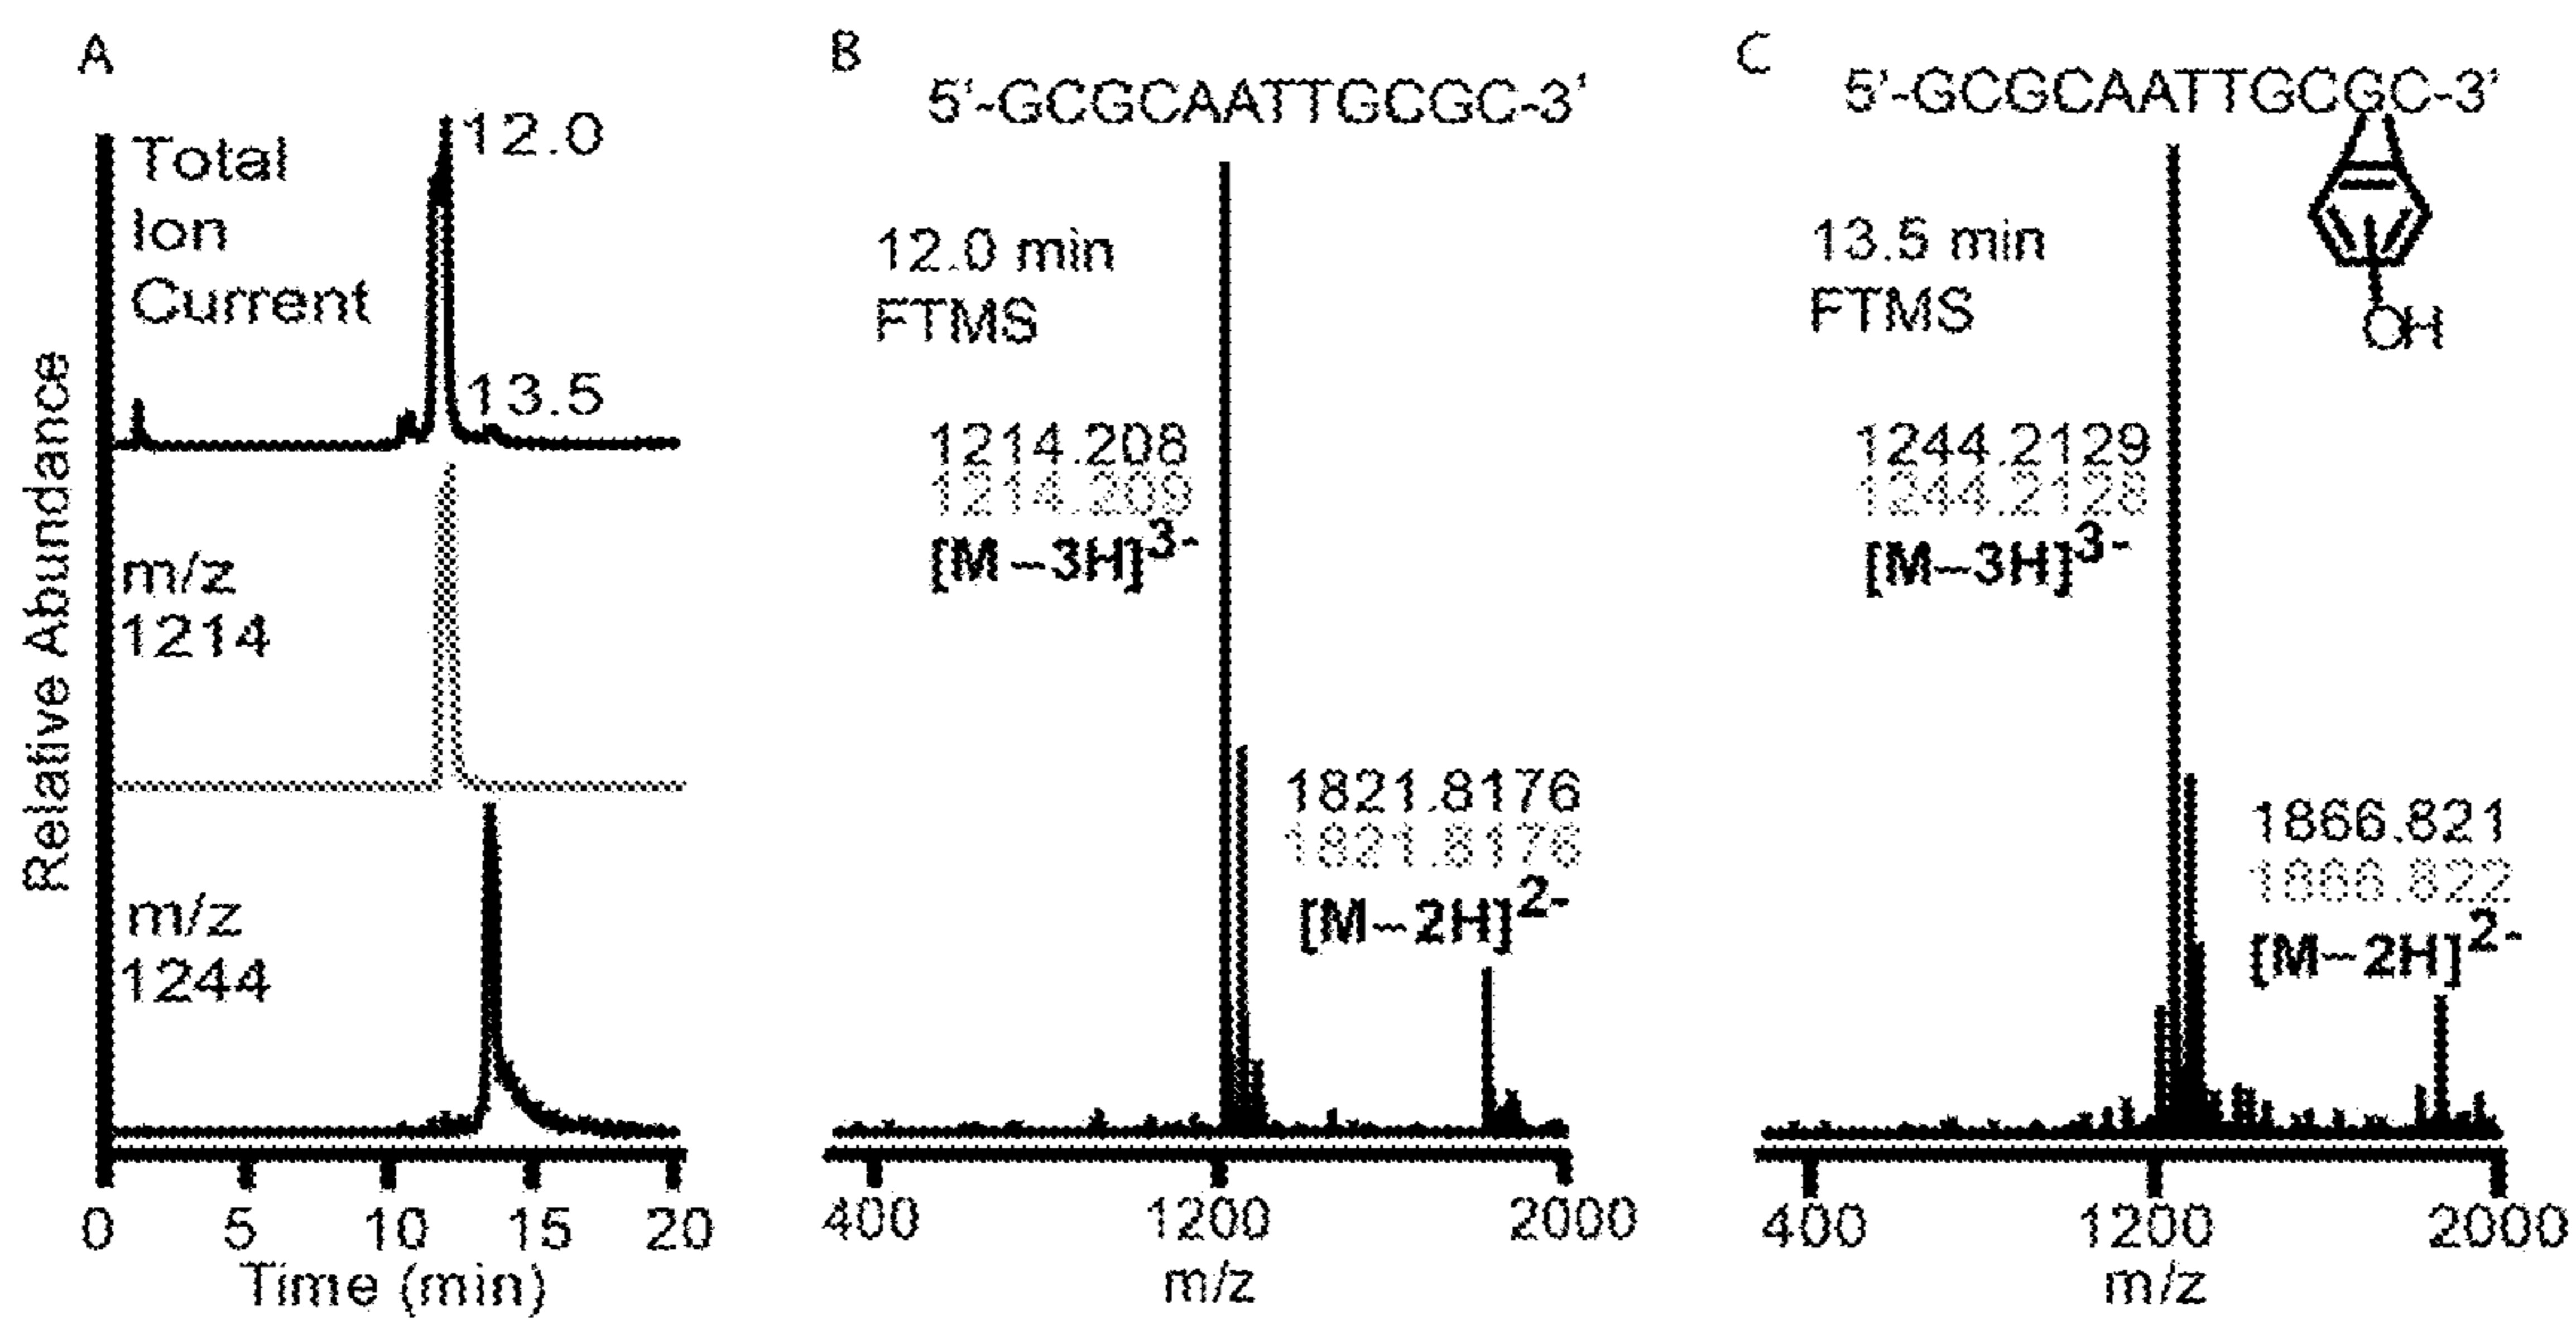 A
Total
Ion
Current
12.0
13.5
m/z
1214
m/z
1244
Relative Abundance
0 5 10 15 20
Time (min)
B
5'-GCGCAATTGCGC-3'
12.0 min
FTMS
1214.208
1214.209
[M–3H]3-
1821.8176
1821.8176
[M–2H]2-
400 1200 2000
m/z
C
5'-GCGCAATTGCGC-3'
OH
13.5 min
FTMS
1244.2129
1244.2128
[M–3H]3-
1866.821
1866.822
[M–2H]2-
400 1200 2000
m/z